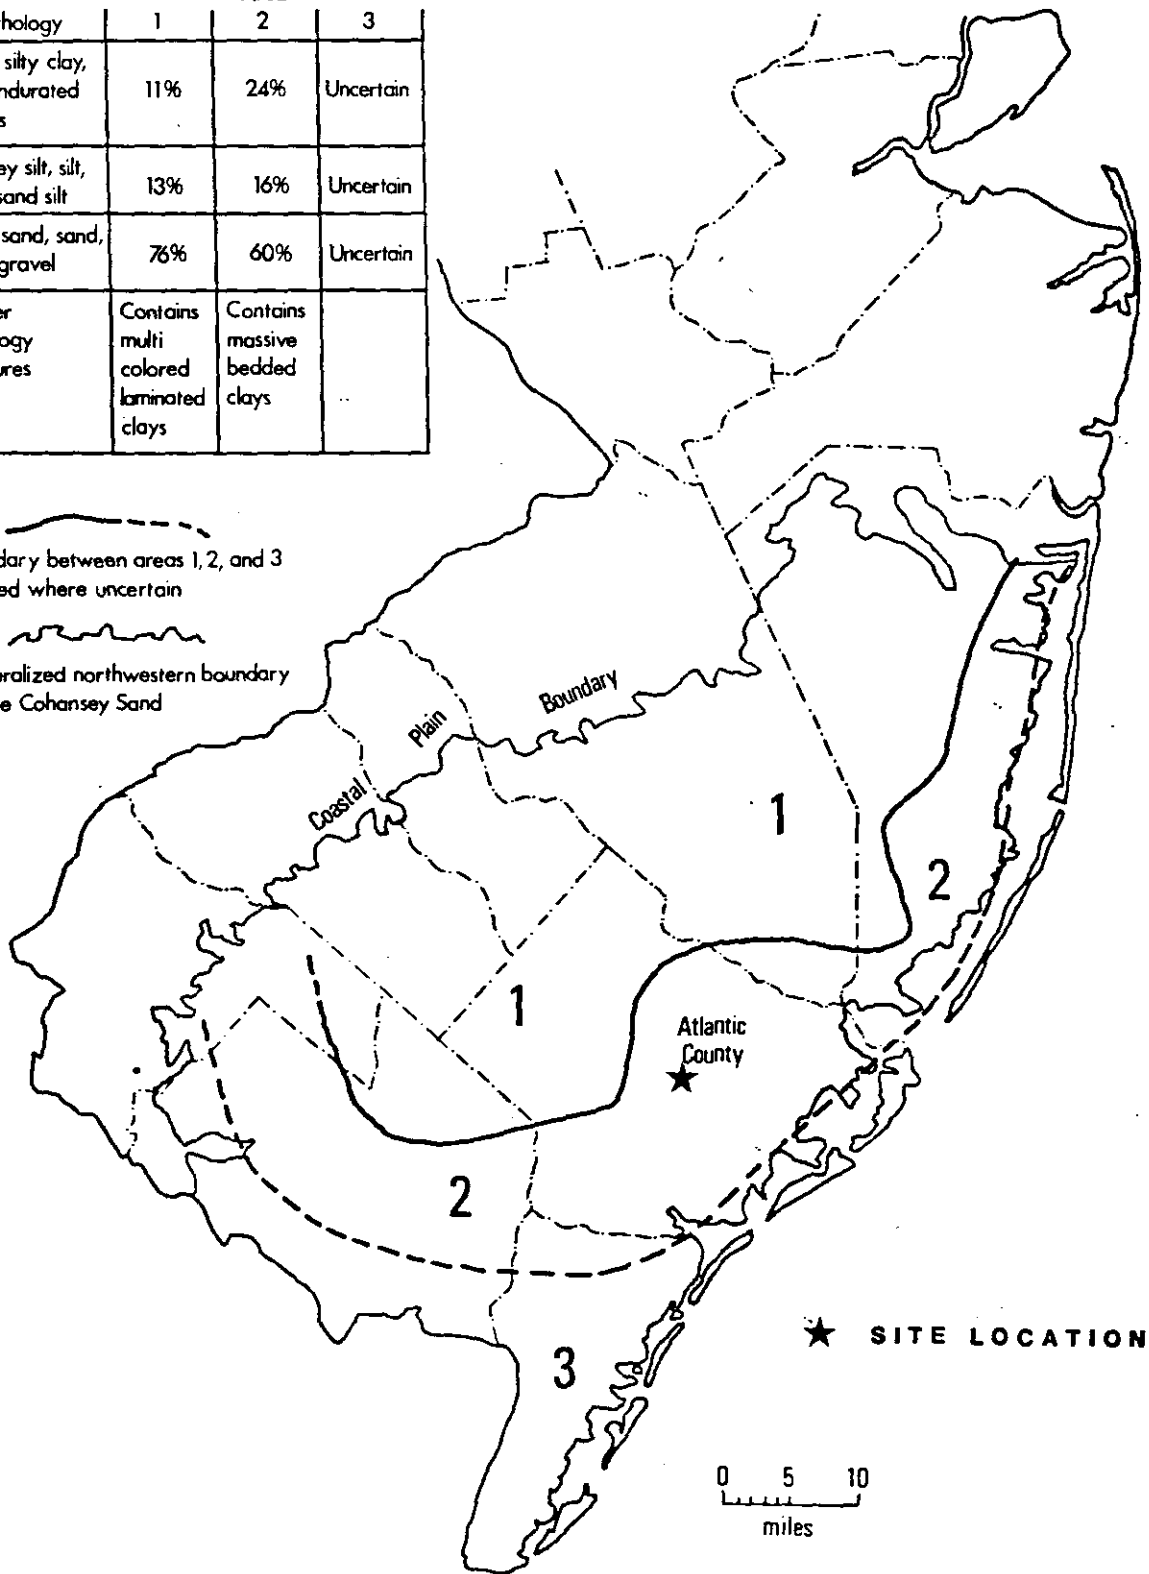 hology 1 2 3
silty clay,
ndurated 11% 24% Uncertain
s
ey silt, silt,
sand silt 13% 16% Uncertain
sand, sand,
gravel 76% 60% Uncertain
er Contains Contains
ogy multi massive
ures colored bedded
laminated clays
clays
dary between areas 1, 2, and 3
ed where uncertain
eralized northwestern boundary
e Cohansey Sand
Coastal Plain Boundary
1
2
1
Atlantic
County
2
3
SITE LOCATION
0 5 10
miles